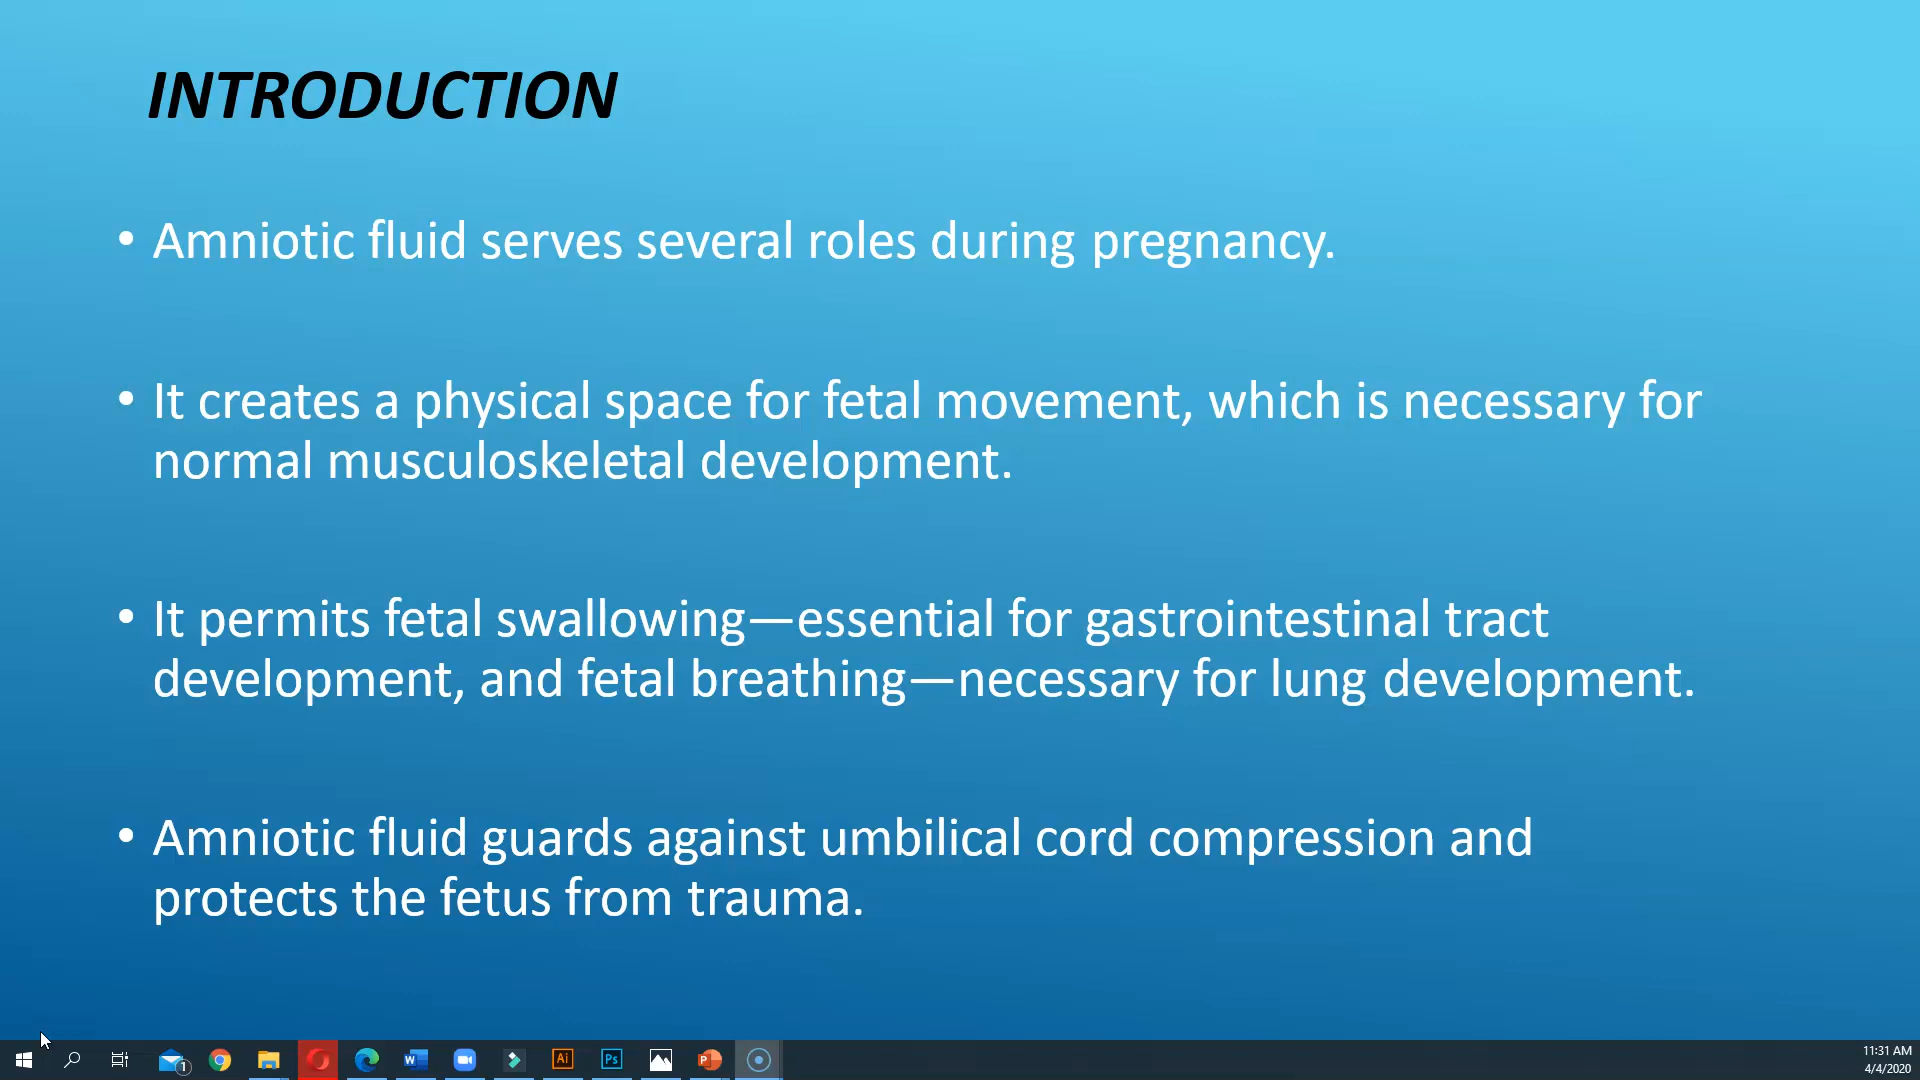 INTRODUCTION
• Amniotic fluid serves several roles during pregnancy.
• It creates a physical space for fetal movement, which is necessary for
normal musculoskeletal development.
• It permits fetal swallowing—essential for gastrointestinal tract
development, and fetal breathing—necessary for lung development.
• Amniotic fluid guards against umbilical cord compression and
protects the fetus from trauma.
1
W
Ai
Ps
P
11:31 AM
4/4/2020